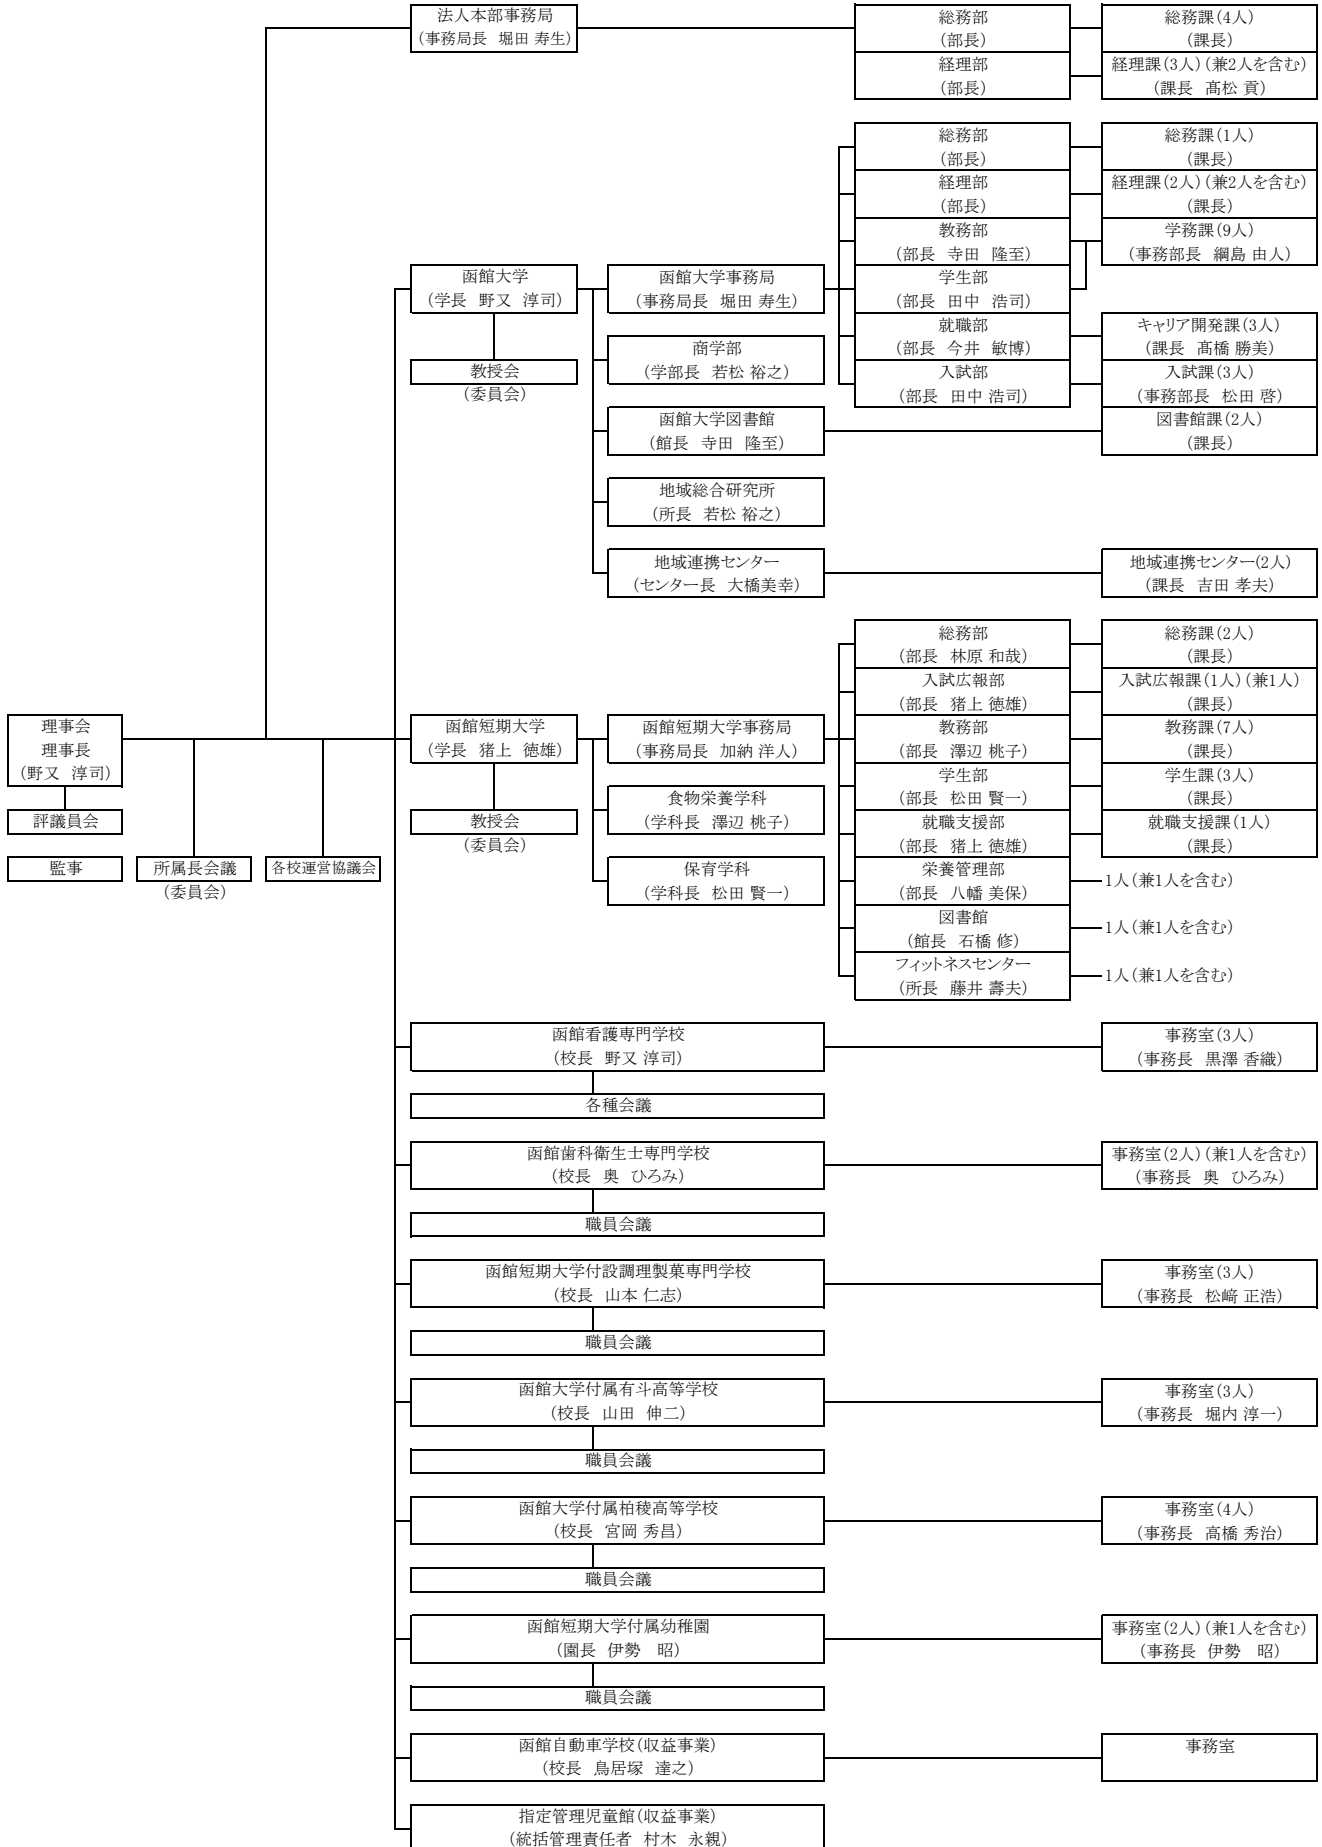 法人本部事務局
(事務局長 堀田 寿生)
総務部
(部長)
総務課(4人)
(課長)
経理部
(部長)
経理課(3人)(兼2人を含む)
(課長 髙松 貢)
総務部
(部長)
総務課(1人)
(課長)
経理部
(部長)
経理課(2人)(兼2人を含む)
(課長)
教務部
(部長 寺田 隆至)
学務課(9人)
(事務部長 綱島 由人)
函館大学
(学長 野又 淳司)
函館大学事務局
(事務局長 堀田 寿生)
学生部
(部長 田中 浩司)
就職部
(部長 今井 敏博)
キャリア開発課(3人)
(課長 髙橋 勝美)
教授会
(委員会)
商学部
(学部長 若松 裕之)
入試部
(部長 田中 浩司)
入試課(3人)
(事務部長 松田 啓)
函館大学図書館
(館長 寺田 隆至)
図書館課(2人)
(課長)
地域総合研究所
(所長 若松 裕之)
地域連携センター
(センター長 大橋美幸)
地域連携センター(2人)
(課長 吉田 孝夫)
総務部
(部長 林原 和哉)
総務課(2人)
(課長)
入試広報部
(部長 猪上 徳雄)
入試広報課(1人)(兼1人)
(課長)
理事会
理事長
(野又 淳司)
函館短期大学
(学長 猪上 徳雄)
函館短期大学事務局
(事務局長 加納 洋人)
教務部
(部長 澤辺 桃子)
教務課(7人)
(課長)
学生部
(部長 松田 賢一)
学生課(3人)
(課長)
評議員会
教授会
(委員会)
食物栄養学科
(学科長 澤辺 桃子)
就職支援部
(部長 猪上 徳雄)
就職支援課(1人)
(課長)
監事
所属長会議
(委員会)
各校運営協議会
保育学科
(学科長 松田 賢一)
栄養管理部
(部長 八幡 美保)
1人(兼1人を含む)
図書館
(館長 石橋 修)
1人(兼1人を含む)
フィットネスセンター
(所長 藤井 壽夫)
1人(兼1人を含む)
函館看護専門学校
(校長 野又 淳司)
事務室(3人)
(事務長 黒澤 香織)
各種会議
函館歯科衛生士専門学校
(校長 奥 ひろみ)
事務室(2人)(兼1人を含む)
(事務長 奥 ひろみ)
職員会議
函館短期大学付設調理製菓専門学校
(校長 山本 仁志)
事務室(3人)
(事務長 松﨑 正浩)
職員会議
函館大学付属有斗高等学校
(校長 山田 伸二)
事務室(3人)
(事務長 堀内 淳一)
職員会議
函館大学付属柏稜高等学校
(校長 宮岡 秀昌)
事務室(4人)
(事務長 高橋 秀治)
職員会議
函館短期大学付属幼稚園
(園長 伊勢 昭)
事務室(2人)(兼1人を含む)
(事務長 伊勢 昭)
職員会議
函館自動車学校(収益事業)
(校長 鳥居塚 達之)
事務室
指定管理児童館(収益事業)
(統括管理責任者 村木 永親)